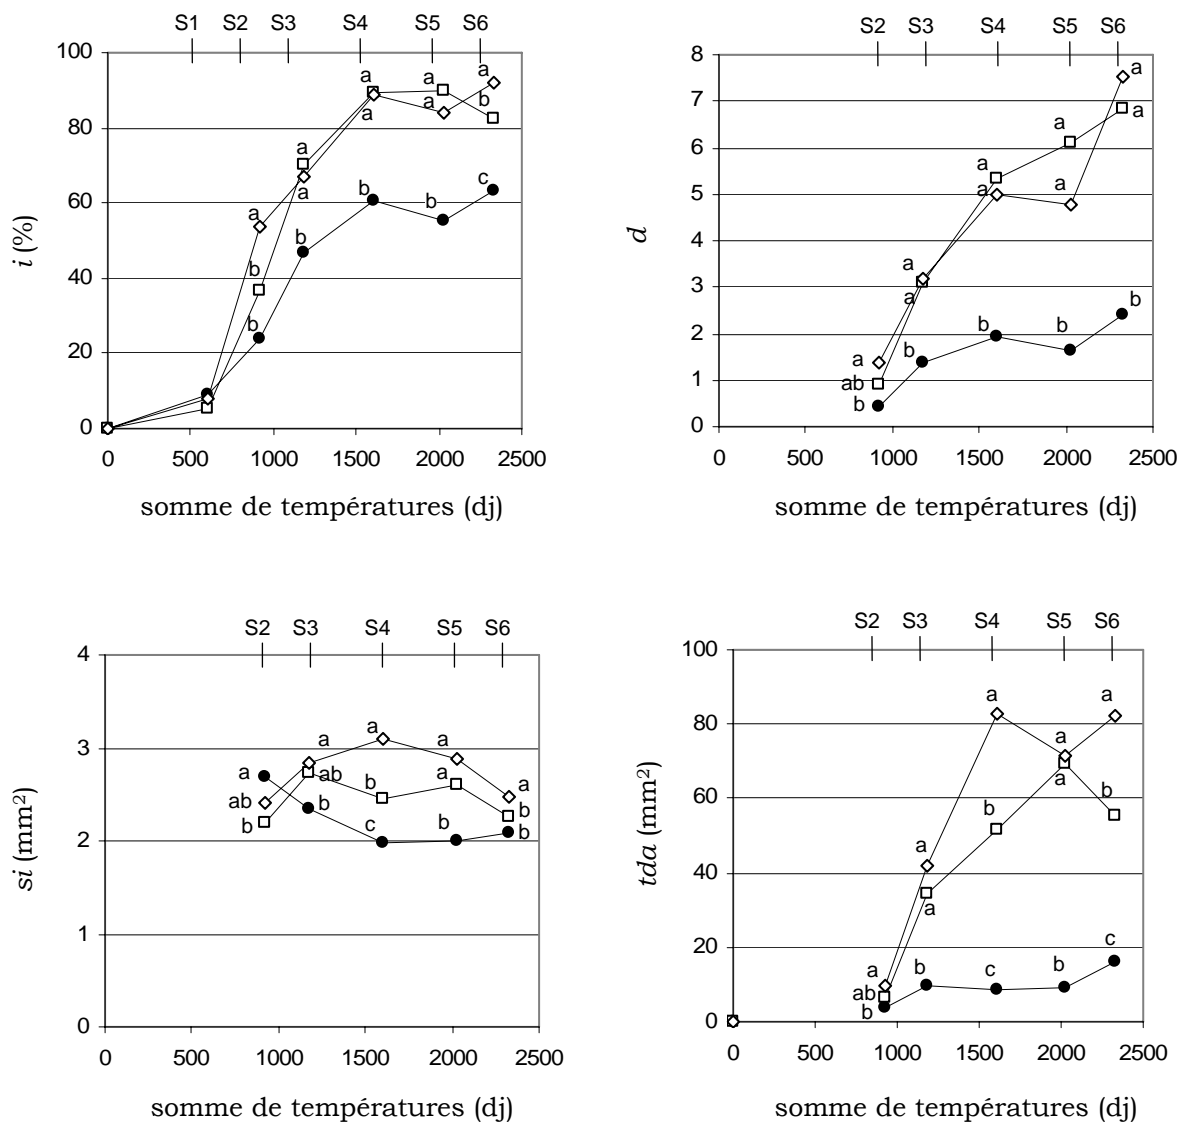 S1 S2 S3 S4 S5 S6
100
80
60
40
20
0
i (%)
a a a
a a b
a
a a
b b c
a
b b
b
0 500 1000 1500 2000 2500
somme de températures (dj)
S2 S3 S4 S5 S6
8
7
6
5
4
3
2
1
0
d
a
a a
a
a a
a
a
b b b
a b
ab
b
0 500 1000 1500 2000 2500
somme de températures (dj)
S2 S3 S4 S5 S6
4
3
2
1
0
si (mm²)
a a a
a ab b a a
ab b b
b c b b
0 500 1000 1500 2000 2500
somme de températures (dj)
S2 S3 S4 S5 S6
100
80
60
40
20
0
tda (mm²)
a a
a
a b b a
a
a b c b c
ab
b
0 500 1000 1500 2000 2500
somme de températures (dj)